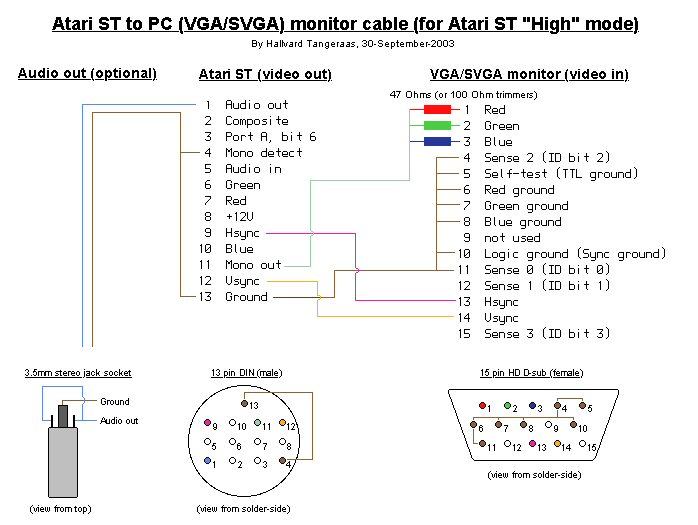 Atari ST to PC (VGA/SVGA) monitor cable (for Atari ST "High" mode)
By Hallvard Tangeraas, 30-September-2003
Audio out (optional)
Atari ST (video out)
VGA/SVGA monitor (video in)
47 Ohms (or 100 Ohm trimmers)
1 Audio out
2 Composite
3 Port A, bit 6
4 Mono detect
5 Audio in
6 Green
7 Red
8 +12V
9 Hsync
10 Blue
11 Mono out
12 Vsync
13 Ground
1 Red
2 Green
3 Blue
4 Sense 2 (ID bit 2)
5 Self-test (TTL ground)
6 Red ground
7 Green ground
8 Blue ground
9 not used
10 Logic ground (Sync ground)
11 Sense 0 (ID bit 0)
12 Sense 1 (ID bit 1)
13 Hsync
14 Vsync
15 Sense 3 (ID bit 3)
3.5mm stereo jack socket
Ground
Audio out
(view from top)
13 pin DIN (male)
13
9 10 11 12
5 6 7 8
1 2 3 4
(view from solder-side)
15 pin HD D-sub (female)
1 2 3 4 5
6 7 8 9 10
11 12 13 14 15
(view from solder-side)